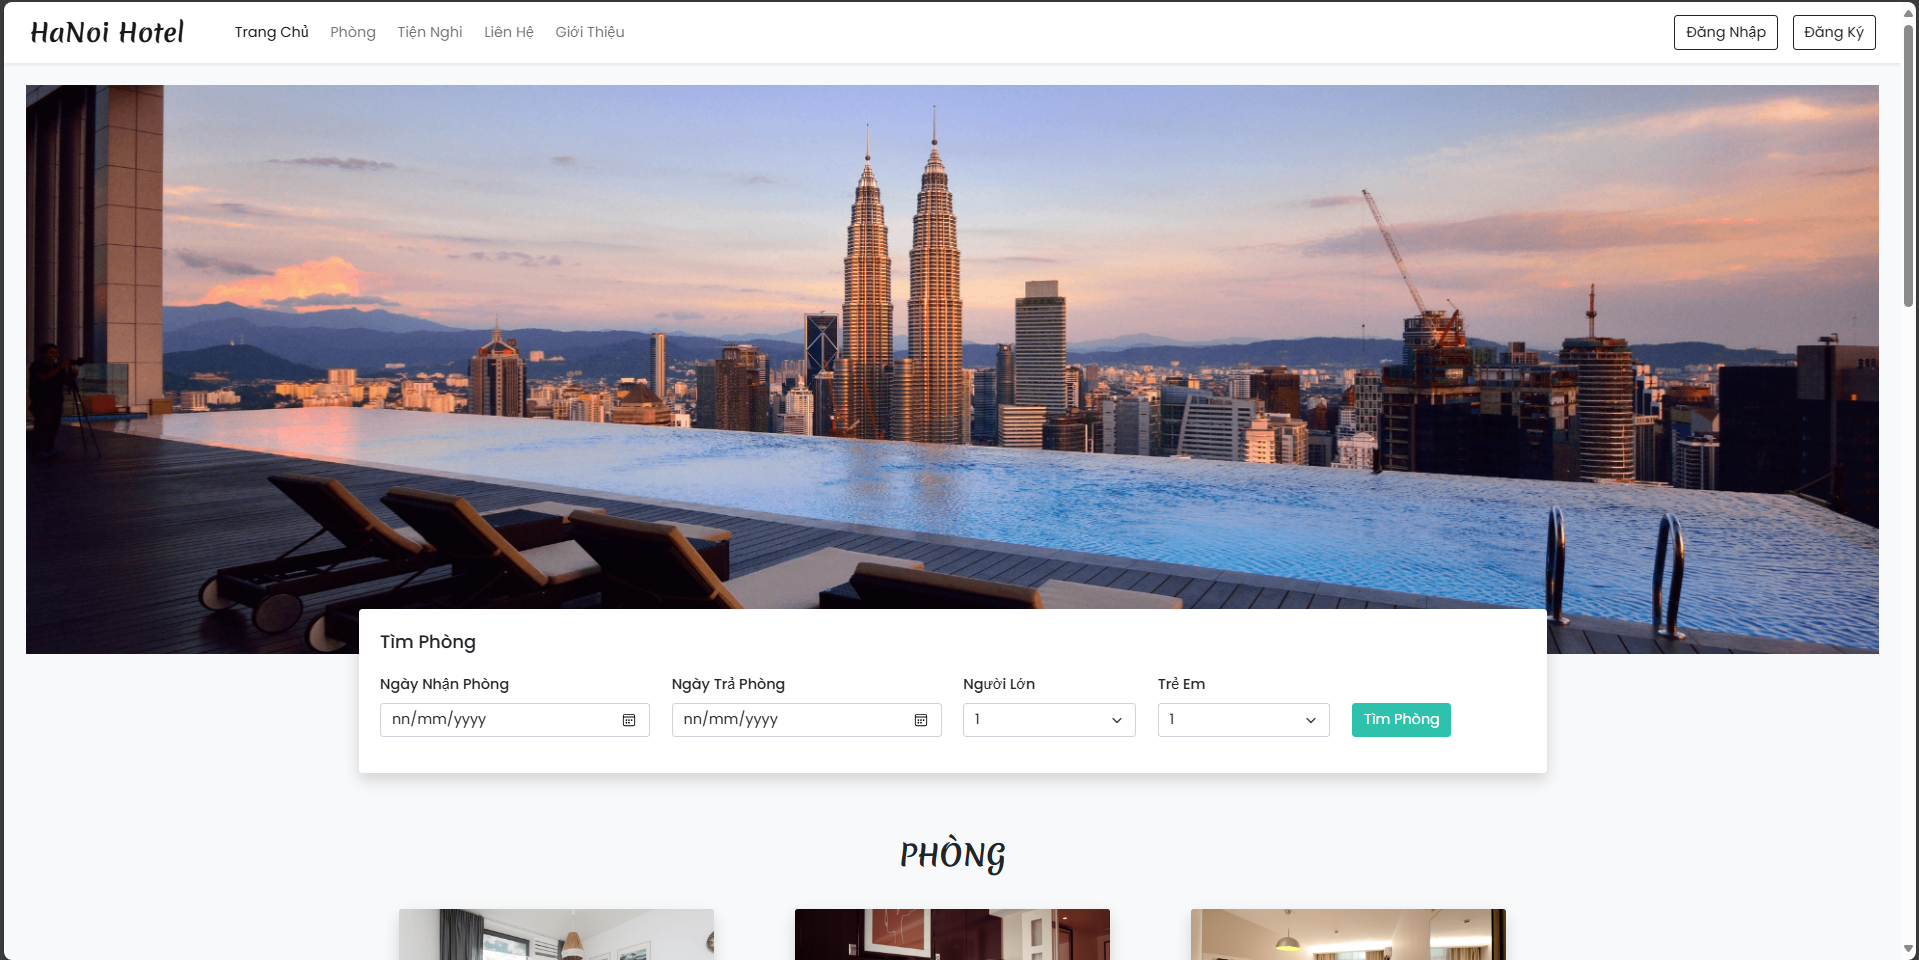 HaNoi Hotel
Trang Chủ Phòng Tiện Nghi Liên Hệ Giới Thiệu
Đăng Nhập Đăng Ký
Tìm Phòng
Ngày Nhận Phòng Ngày Trả Phòng Người Lớn Trẻ Em
nn/mm/yyyy nn/mm/yyyy 1 1 Tìm Phòng
PHÒNG